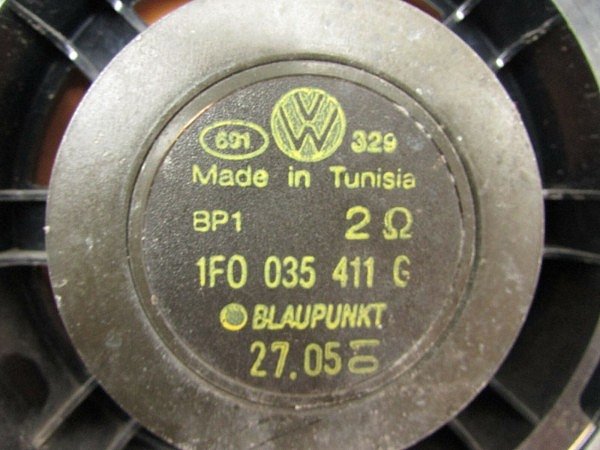 691 VW 329
Made in Tunisia
BP1 2 Ω
1F0 035 411 G
BLAUPUNKT
27.05